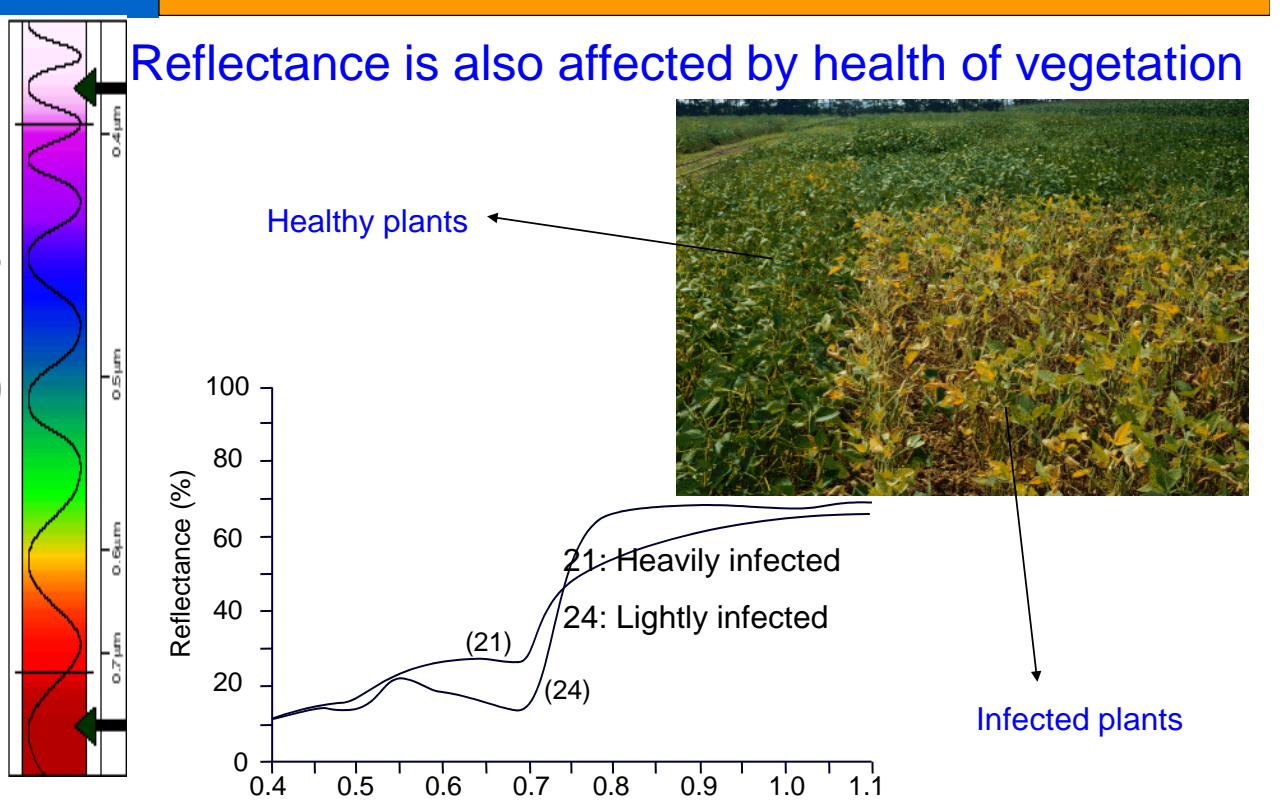 Reflectance is also affected by health of vegetation
0.4μm
0.5μm
0.6μm
0.7μm
Healthy plants
Infected plants
Reflectance (%)
100
80
60
40
20
0
21: Heavily infected
24: Lightly infected
(21)
(24)
0.4 0.5 0.6 0.7 0.8 0.9 1.0 1.1